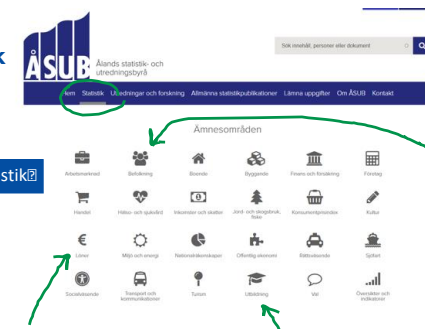 k
ÅSUB
Ålands statistik- och
utredningsbyrå
Sök innehåll, personer eller dokument
Hem Statistik Utredningar och forskning Allmänna statistikpublikationer Lämna uppgifter Om ÅSUB Kontakt
Ämnesområden
stik
Arbetsmarknad Befolkning Boende Byggande Finans och försäkring Företag
Handel Hälso- och sjukvård Inkomster och skatter Jord- och skogsbruk, fiske Konsumentprisindex Kultur
Löner Miljö och energi Nationalräkenskaper Offentlig ekonomi Rättsväsende Sjöfart
Socialväsende Transport och kommunikationer Turism Utbildning Val Översikter och indikatorer